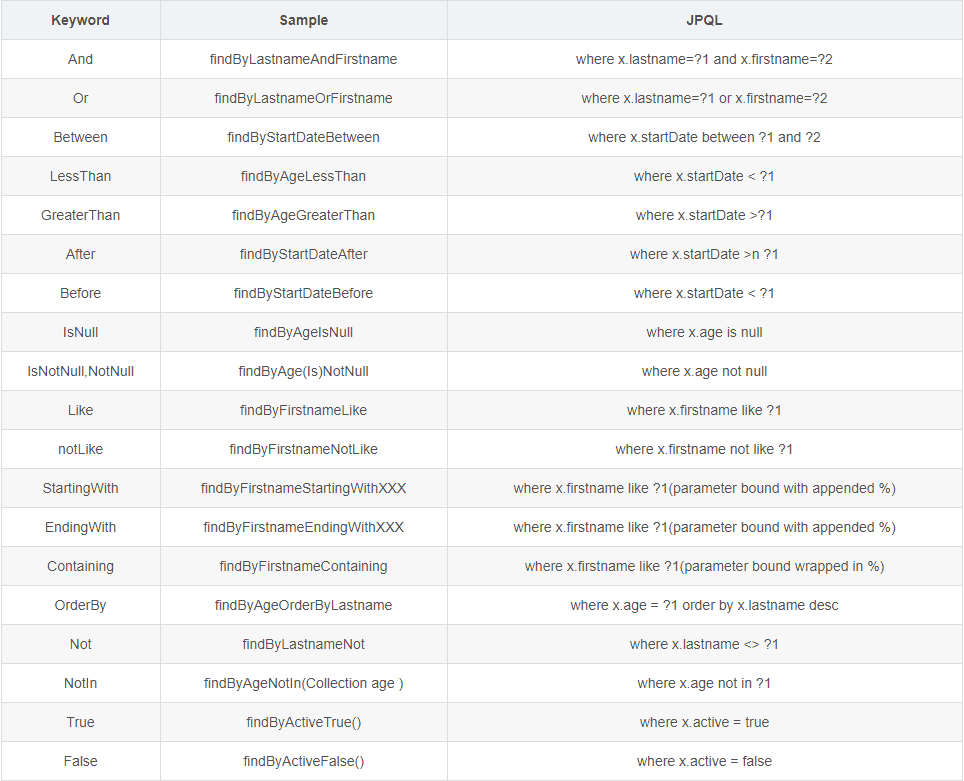 Keyword Sample JPQL
And findByLastnameAndFirstname where x.lastname=?1 and x.firstname=?2
Or findByLastnameOrFirstname where x.lastname=?1 or x.firstname=?2
Between findByStartDateBetween where x.startDate between ?1 and ?2
LessThan findByAgeLessThan where x.startDate < ?1
GreaterThan findByAgeGreaterThan where x.startDate >?1
After findByStartDateAfter where x.startDate >n ?1
Before findByStartDateBefore where x.startDate < ?1
IsNull findByAgeIsNull where x.age is null
IsNotNull,NotNull findByAge(Is)NotNull where x.age not null
Like findByFirstnameLike where x.firstname like ?1
notLike findByFirstnameNotLike where x.firstname not like ?1
StartingWith findByFirstnameStartingWithXXX where x.firstname like ?1(parameter bound with appended %)
EndingWith findByFirstnameEndingWithXXX where x.firstname like ?1(parameter bound with appended %)
Containing findByFirstnameContaining where x.firstname like ?1(parameter bound wrapped in %)
OrderBy findByAgeOrderByLastname where x.age = ?1 order by x.lastname desc
Not findByLastnameNot where x.lastname <> ?1
NotIn findByAgeNotIn(Collection age ) where x.age not in ?1
True findByActiveTrue() where x.active = true
False findByActiveFalse() where x.active = false